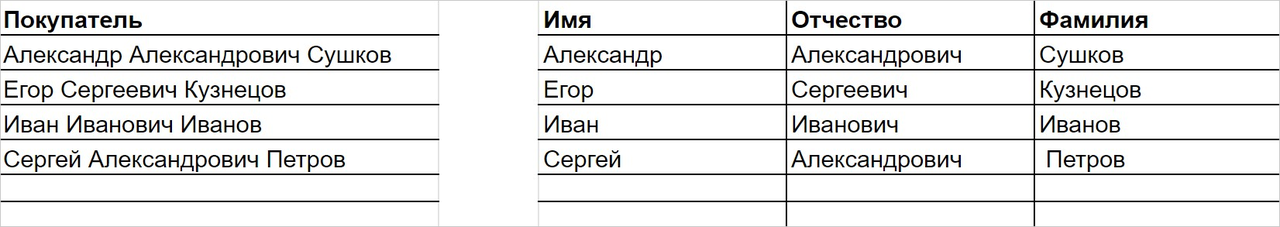 Покупатель Имя Отчество Фамилия
Александр Александрович Сушков Александр Александрович Сушков
Егор Сергеевич Кузнецов Егор Сергеевич Кузнецов
Иван Иванович Иванов Иван Иванович Иванов
Сергей Александрович Петров Сергей Александрович Петров